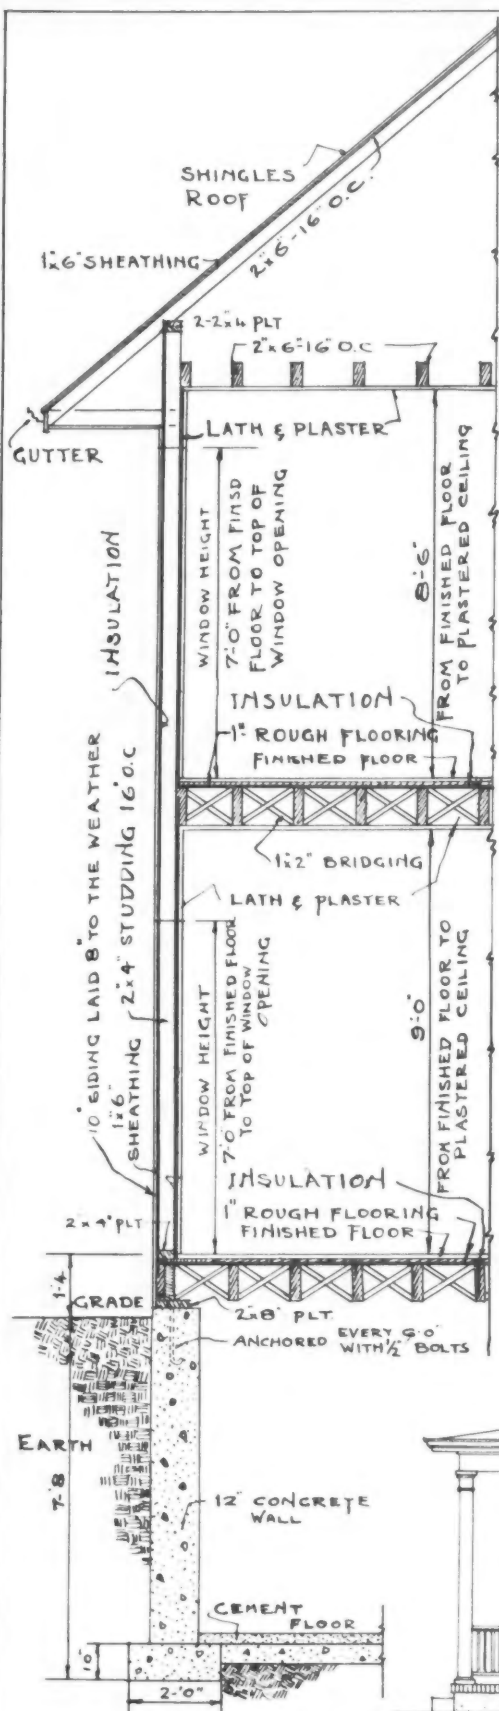 SHINGLES
ROOF
2"x6"-16" O.C.
1"x6" SHEATHING
2-2"x4 PLT
2"x6"-16" O.C
GUTTER
LATH & PLASTER
INSULATION
WINDOW HEIGHT
7'-0" FROM FINSD
FLOOR TO TOP OF
WINDOW OPENING
8'-6"
FROM FINISHED FLOOR
TO PLASTERED CEILING
INSULATION
1" ROUGH FLOORING
FINISHED FLOOR
1"x2" BRIDGING
LATH & PLASTER
10" SIDING LAID 8" TO THE WEATHER
1"x6"
SHEATHING
2"x4" STUDDING 16" O.C
WINDOW HEIGHT
7'0 FROM FINISHED FLOOR
TO TOP OF WINDOW
OPENING
9'-0"
FROM FINISHED FLOOR TO
PLASTERED CEILING
INSULATION
1" ROUGH FLOORING
FINISHED FLOOR
2 x 4" PLT
1'-4
GRADE
2"x8" PLT.
ANCHORED EVERY 6'-0"
WITH ½" BOLTS
EARTH
7'-8
12" CONCRETE
WALL
CEMENT
FLOOR
10"
2'-0"